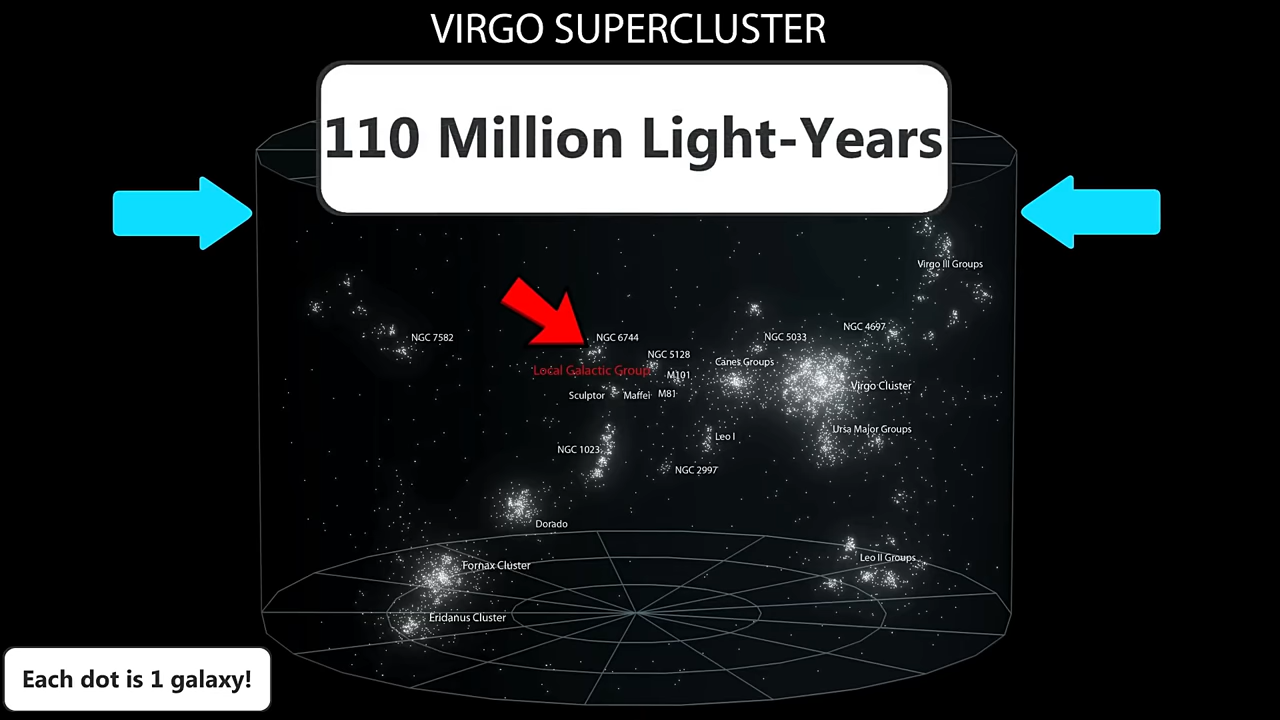 VIRGO SUPERCLUSTER
110 Million Light-Years
Virgo III Groups
NGC 7582
NGC 6744
NGC 5033
NGC 4697
NGC 5128
Canes Groups
Local Galactic Group
M101
Virgo Cluster
Sculptor
Maffei
M81
Ursa Major Groups
Leo I
NGC 1023
NGC 2997
Dorado
Leo II Groups
Fornax Cluster
Eridanus Cluster
Each dot is 1 galaxy!